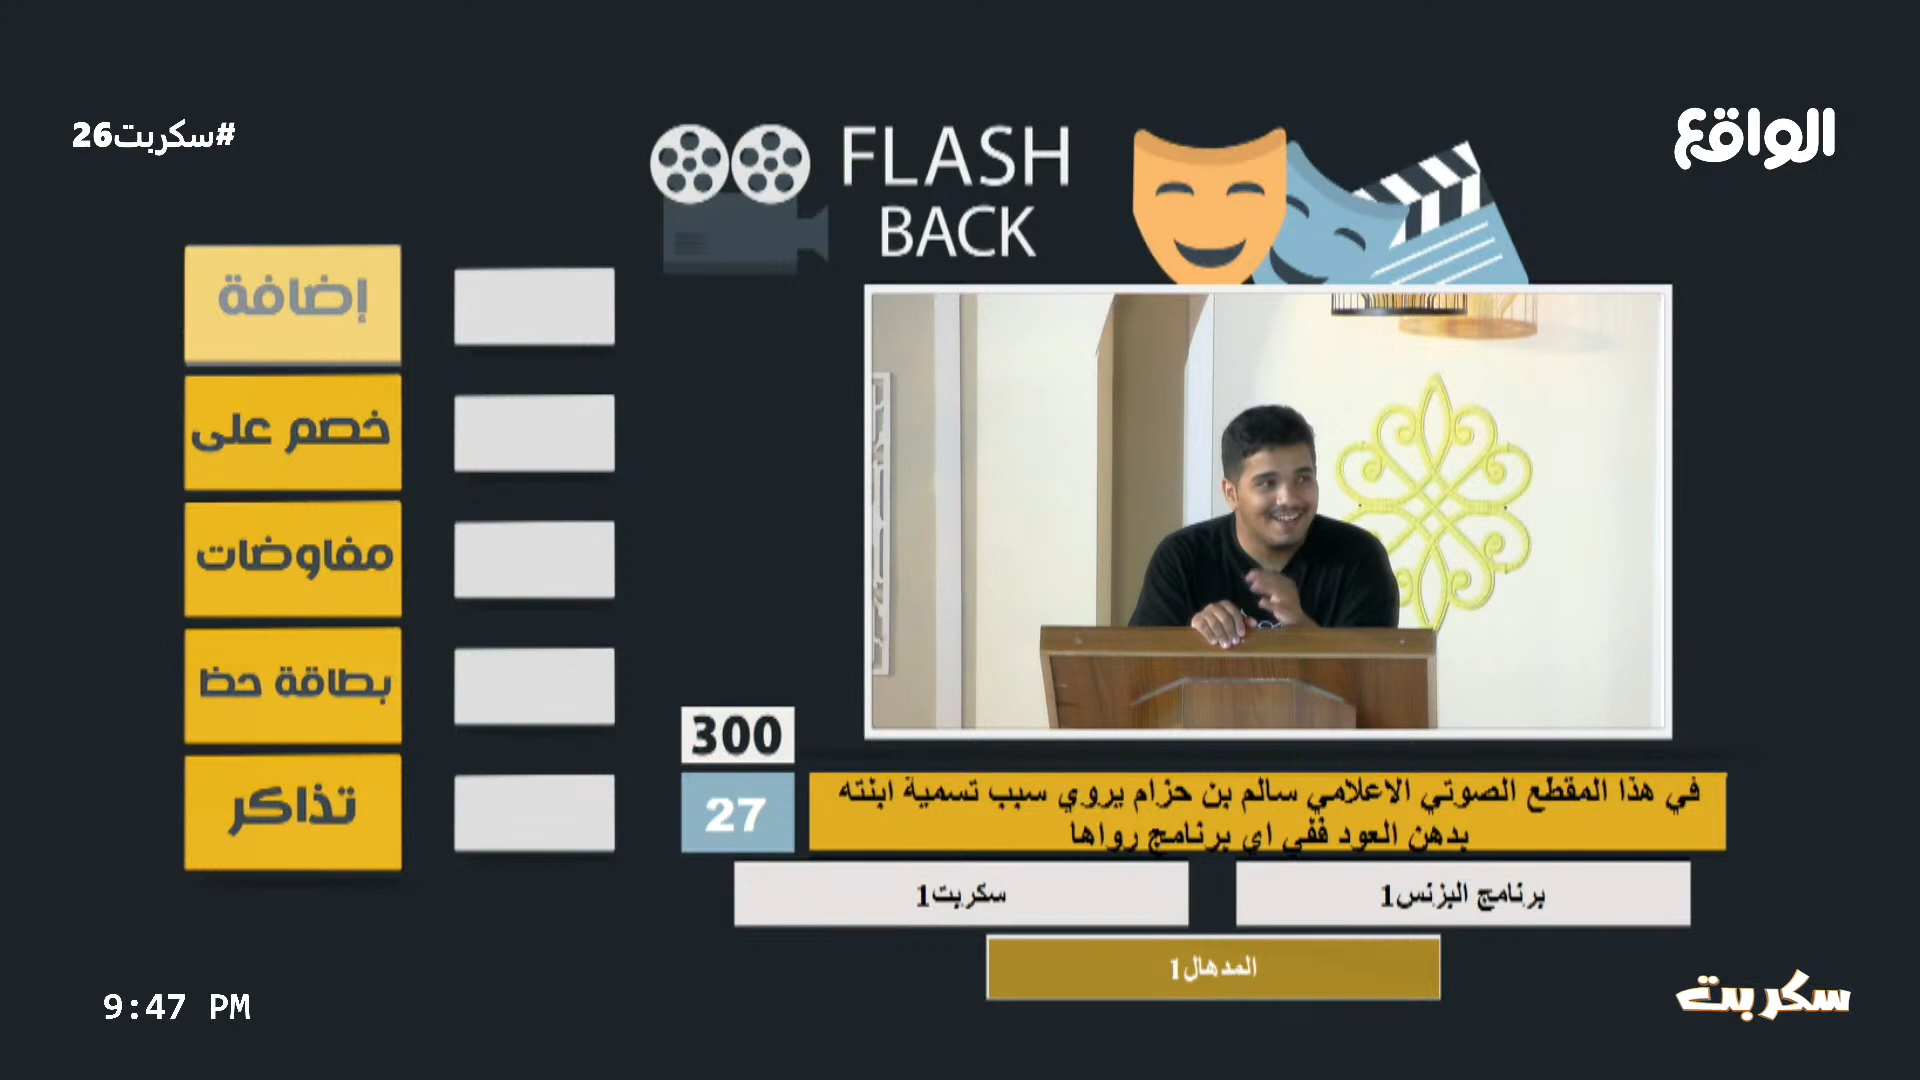 #سكربت26
FLASH
BACK
الواقع
إضافة
خصم على
مفاوضات
بطاقة حظ
تذاكر
300
27
في هذا المقطع الصوتي الاعلامي سالم بن حزام يروي سبب تسمية ابنته
بدهن العود ففي اي برنامج رواها
برنامج البزنس1
سكربت1
المدهال1
9:47 PM
سكربت